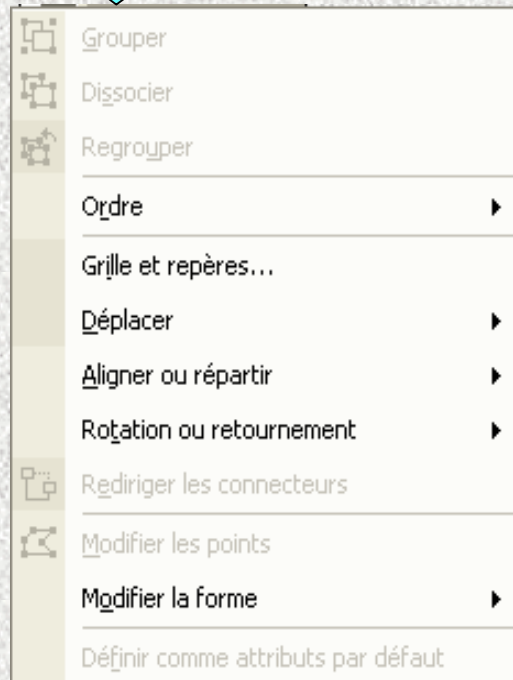 Grouper
Dissocier
Regrouper
Ordre
Grille et repères...
Déplacer
Aligner ou répartir
Rotation ou retournement
Rediriger les connecteurs
Modifier les points
Modifier la forme
Définir comme attributs par défaut